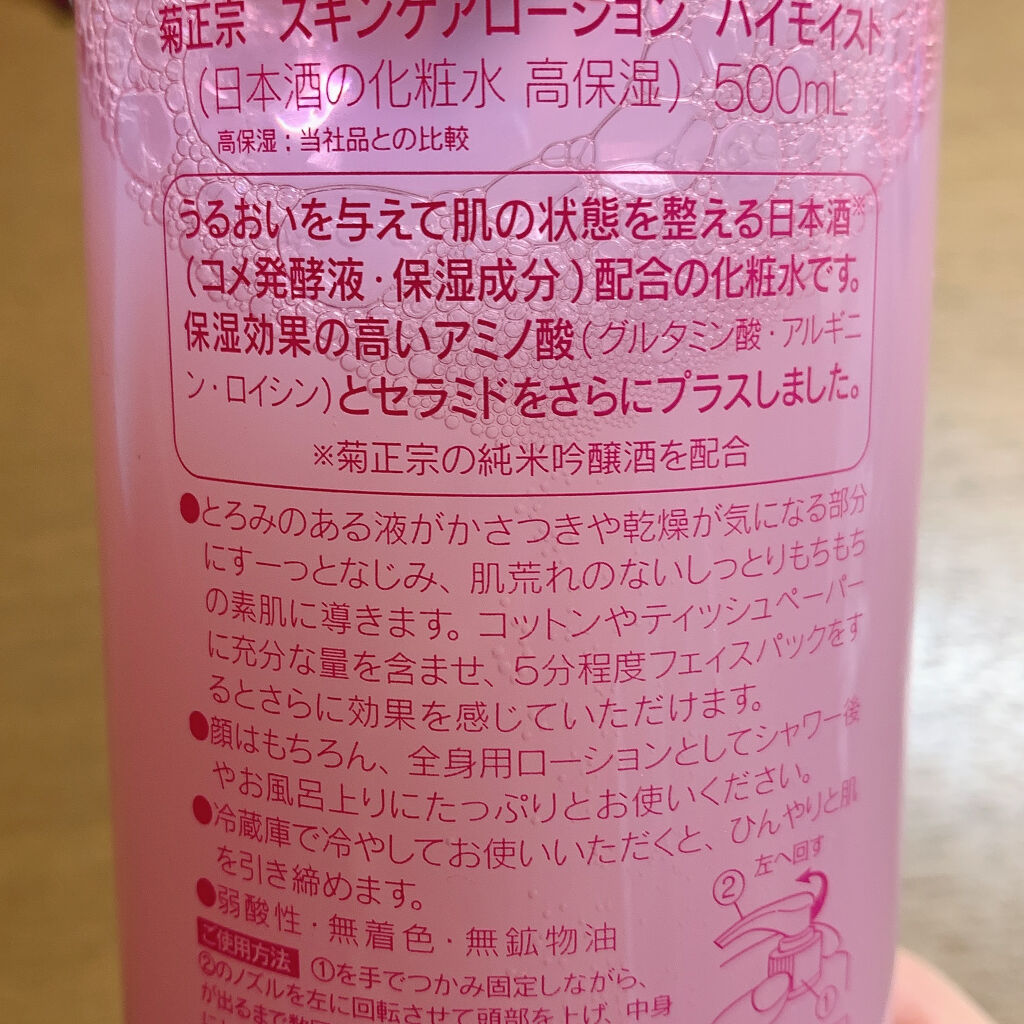 菊正宗 スキンケアローション ハイモイスト
(日本酒の化粧水 高保湿) 500mL
高保湿:当社品との比較
うるおいを与えて肌の状態を整える日本酒※
(コメ発酵液・保湿成分)配合の化粧水です。
保湿効果の高いアミノ酸(グルタミン酸・アルギニ
ン・ロイシン)とセラミドをさらにプラスしました。
※菊正宗の純米吟醸酒を配合
●とろみのある液がかさつきや乾燥が気になる部分
にすーっとなじみ、肌荒れのないしっとりもちもち
の素肌に導きます。コットンやティッシュペーパー
に充分な量を含ませ、5分程度フェイスパックをす
るとさらに効果を感じていただけます。
●顔はもちろん、全身用ローションとしてシャワー後
やお風呂上りにたっぷりとお使いください。
●冷蔵庫で冷やしてお使いいただくと、ひんやりと肌
を引き締めます。
●弱酸性・無着色・無鉱物油
② 左へ回す
①
ご使用方法 ①を手でつかみ固定しながら、
②のノズルを左に回転させて頭部を上げ、中身
が出るまで数回